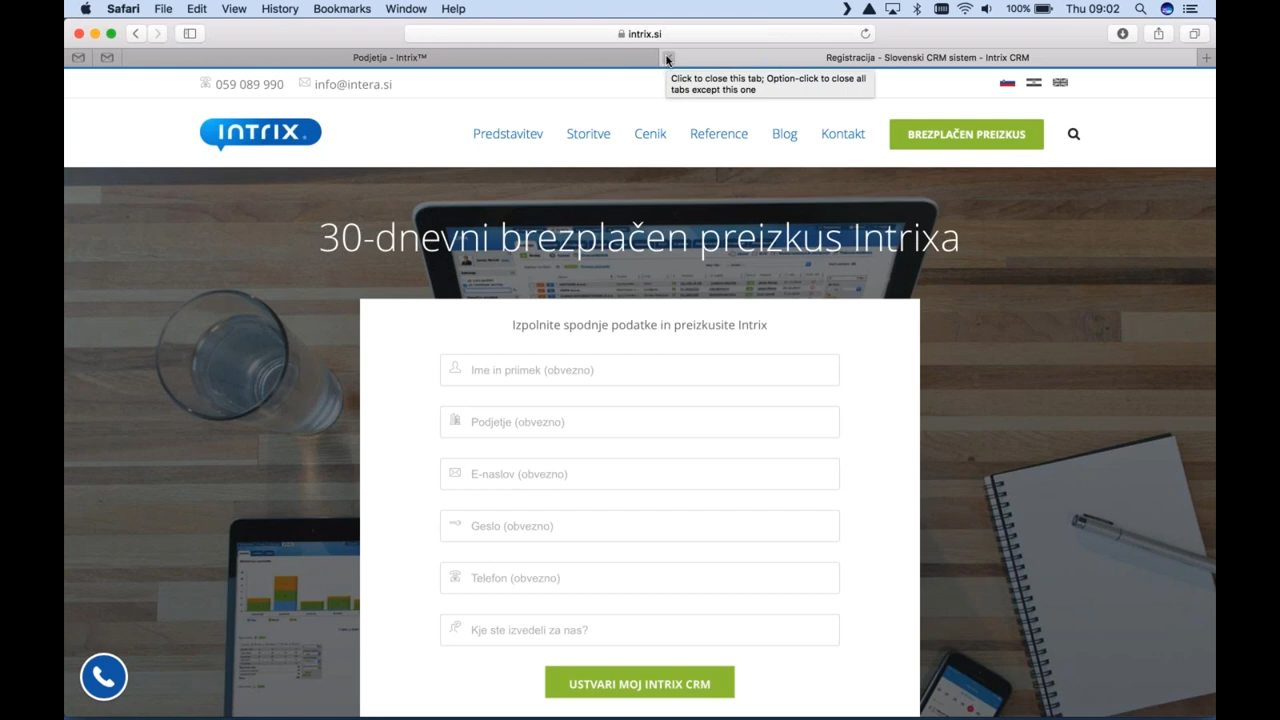 Safari File Edit View History Bookmarks Window Help 100% Thu 09:02
intrix.si
Podjetja - Intrix™
Registracija - Slovenski CRM sistem - Intrix CRM
Click to close this tab; Option-click to close all
tabs except this one
059 089 990 info@intera.si
INTRIX
Predstavitev Storitve Cenik Reference Blog Kontakt BREZPLAČEN PREIZKUS
30-dnevni brezplačen preizkus Intrixa
Izpolnite spodnje podatke in preizkusite Intrix
Ime in priimek (obvezno)
Podjetje (obvezno)
E-naslov (obvezno)
Geslo (obvezno)
Telefon (obvezno)
Kje ste izvedeli za nas?
USTVARI MOJ INTRIX CRM